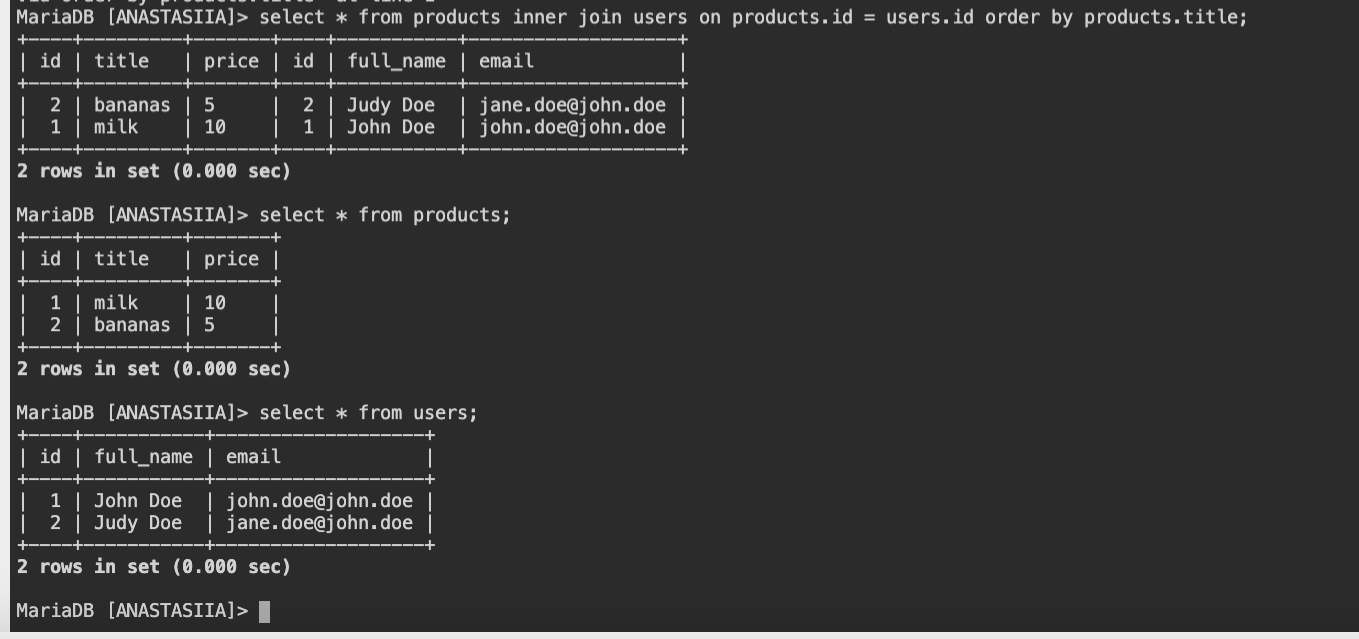 MariaDB [ANASTASIIA]> select * from products inner join users on products.id = users.id order by products.title;
+----+---------+-------+----+-----------+-------------------+
| id | title   | price | id | full_name | email             |
+----+---------+-------+----+-----------+-------------------+
|  2 | bananas | 5     |  2 | Judy Doe  | jane.doe@john.doe |
|  1 | milk    | 10    |  1 | John Doe  | john.doe@john.doe |
+----+---------+-------+----+-----------+-------------------+
2 rows in set (0.000 sec)

MariaDB [ANASTASIIA]> select * from products;
+----+---------+-------+
| id | title   | price |
+----+---------+-------+
|  1 | milk    | 10    |
|  2 | bananas | 5     |
+----+---------+-------+
2 rows in set (0.000 sec)

MariaDB [ANASTASIIA]> select * from users;
+----+-----------+-------------------+
| id | full_name | email             |
+----+-----------+-------------------+
|  1 | John Doe  | john.doe@john.doe |
|  2 | Judy Doe  | jane.doe@john.doe |
+----+-----------+-------------------+
2 rows in set (0.000 sec)

MariaDB [ANASTASIIA]>